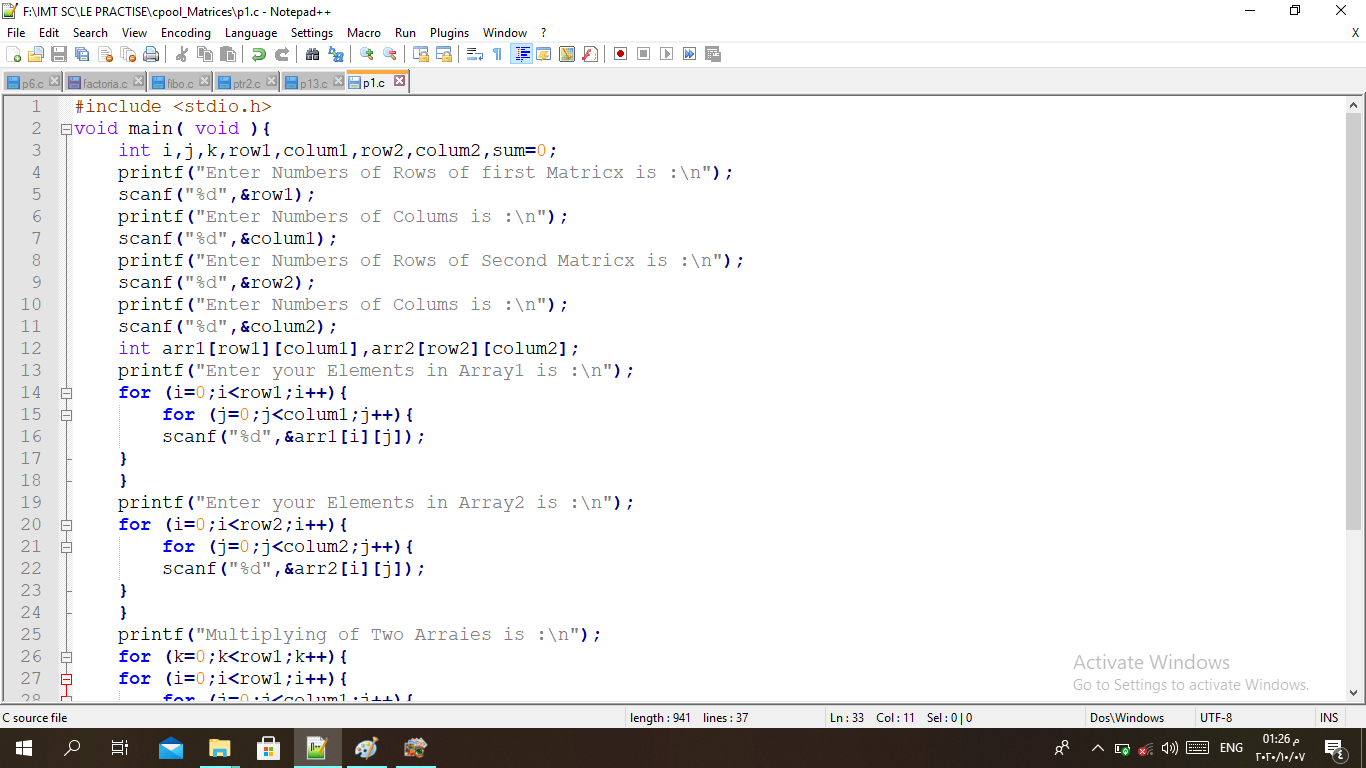 F:\IMT SC\LE PRACTISE\cpool_Matrices\p1.c - Notepad++
File Edit Search View Encoding Language Settings Macro Run Plugins Window ? X
p6.c factoria.c fibo.c ptr2.c p13.c p1.c
1 #include <stdio.h>
2 void main( void ){
3 int i,j,k,row1,colum1,row2,colum2,sum=0;
4 printf("Enter Numbers of Rows of first Matricx is :\n");
5 scanf("%d",&row1);
6 printf("Enter Numbers of Colums is :\n");
7 scanf("%d",&colum1);
8 printf("Enter Numbers of Rows of Second Matricx is :\n");
9 scanf("%d",&row2);
10 printf("Enter Numbers of Colums is :\n");
11 scanf("%d",&colum2);
12 int arr1[row1][colum1],arr2[row2][colum2];
13 printf("Enter your Elements in Array1 is :\n");
14 for (i=0;i<row1;i++){
15 for (j=0;j<colum1;j++){
16 scanf("%d",&arr1[i][j]);
17 }
18 }
19 printf("Enter your Elements in Array2 is :\n");
20 for (i=0;i<row2;i++){
21 for (j=0;j<colum2;j++){
22 scanf("%d",&arr2[i][j]);
23 }
24 }
25 printf("Multiplying of Two Araaies is :\n");
26 for (k=0;k<row1;k++){
27 for (i=0;i<row1;i++){
28 for (j=0;j<colum1;j++){
Activate Windows
Go to Settings to activate Windows.
C source file length : 941 lines : 37 Ln : 33 Col : 11 Sel : 0 | 0 Dos\Windows UTF-8 INS
ENG 01:26 م
٢٠٢٠/١٠/٠٧
٤